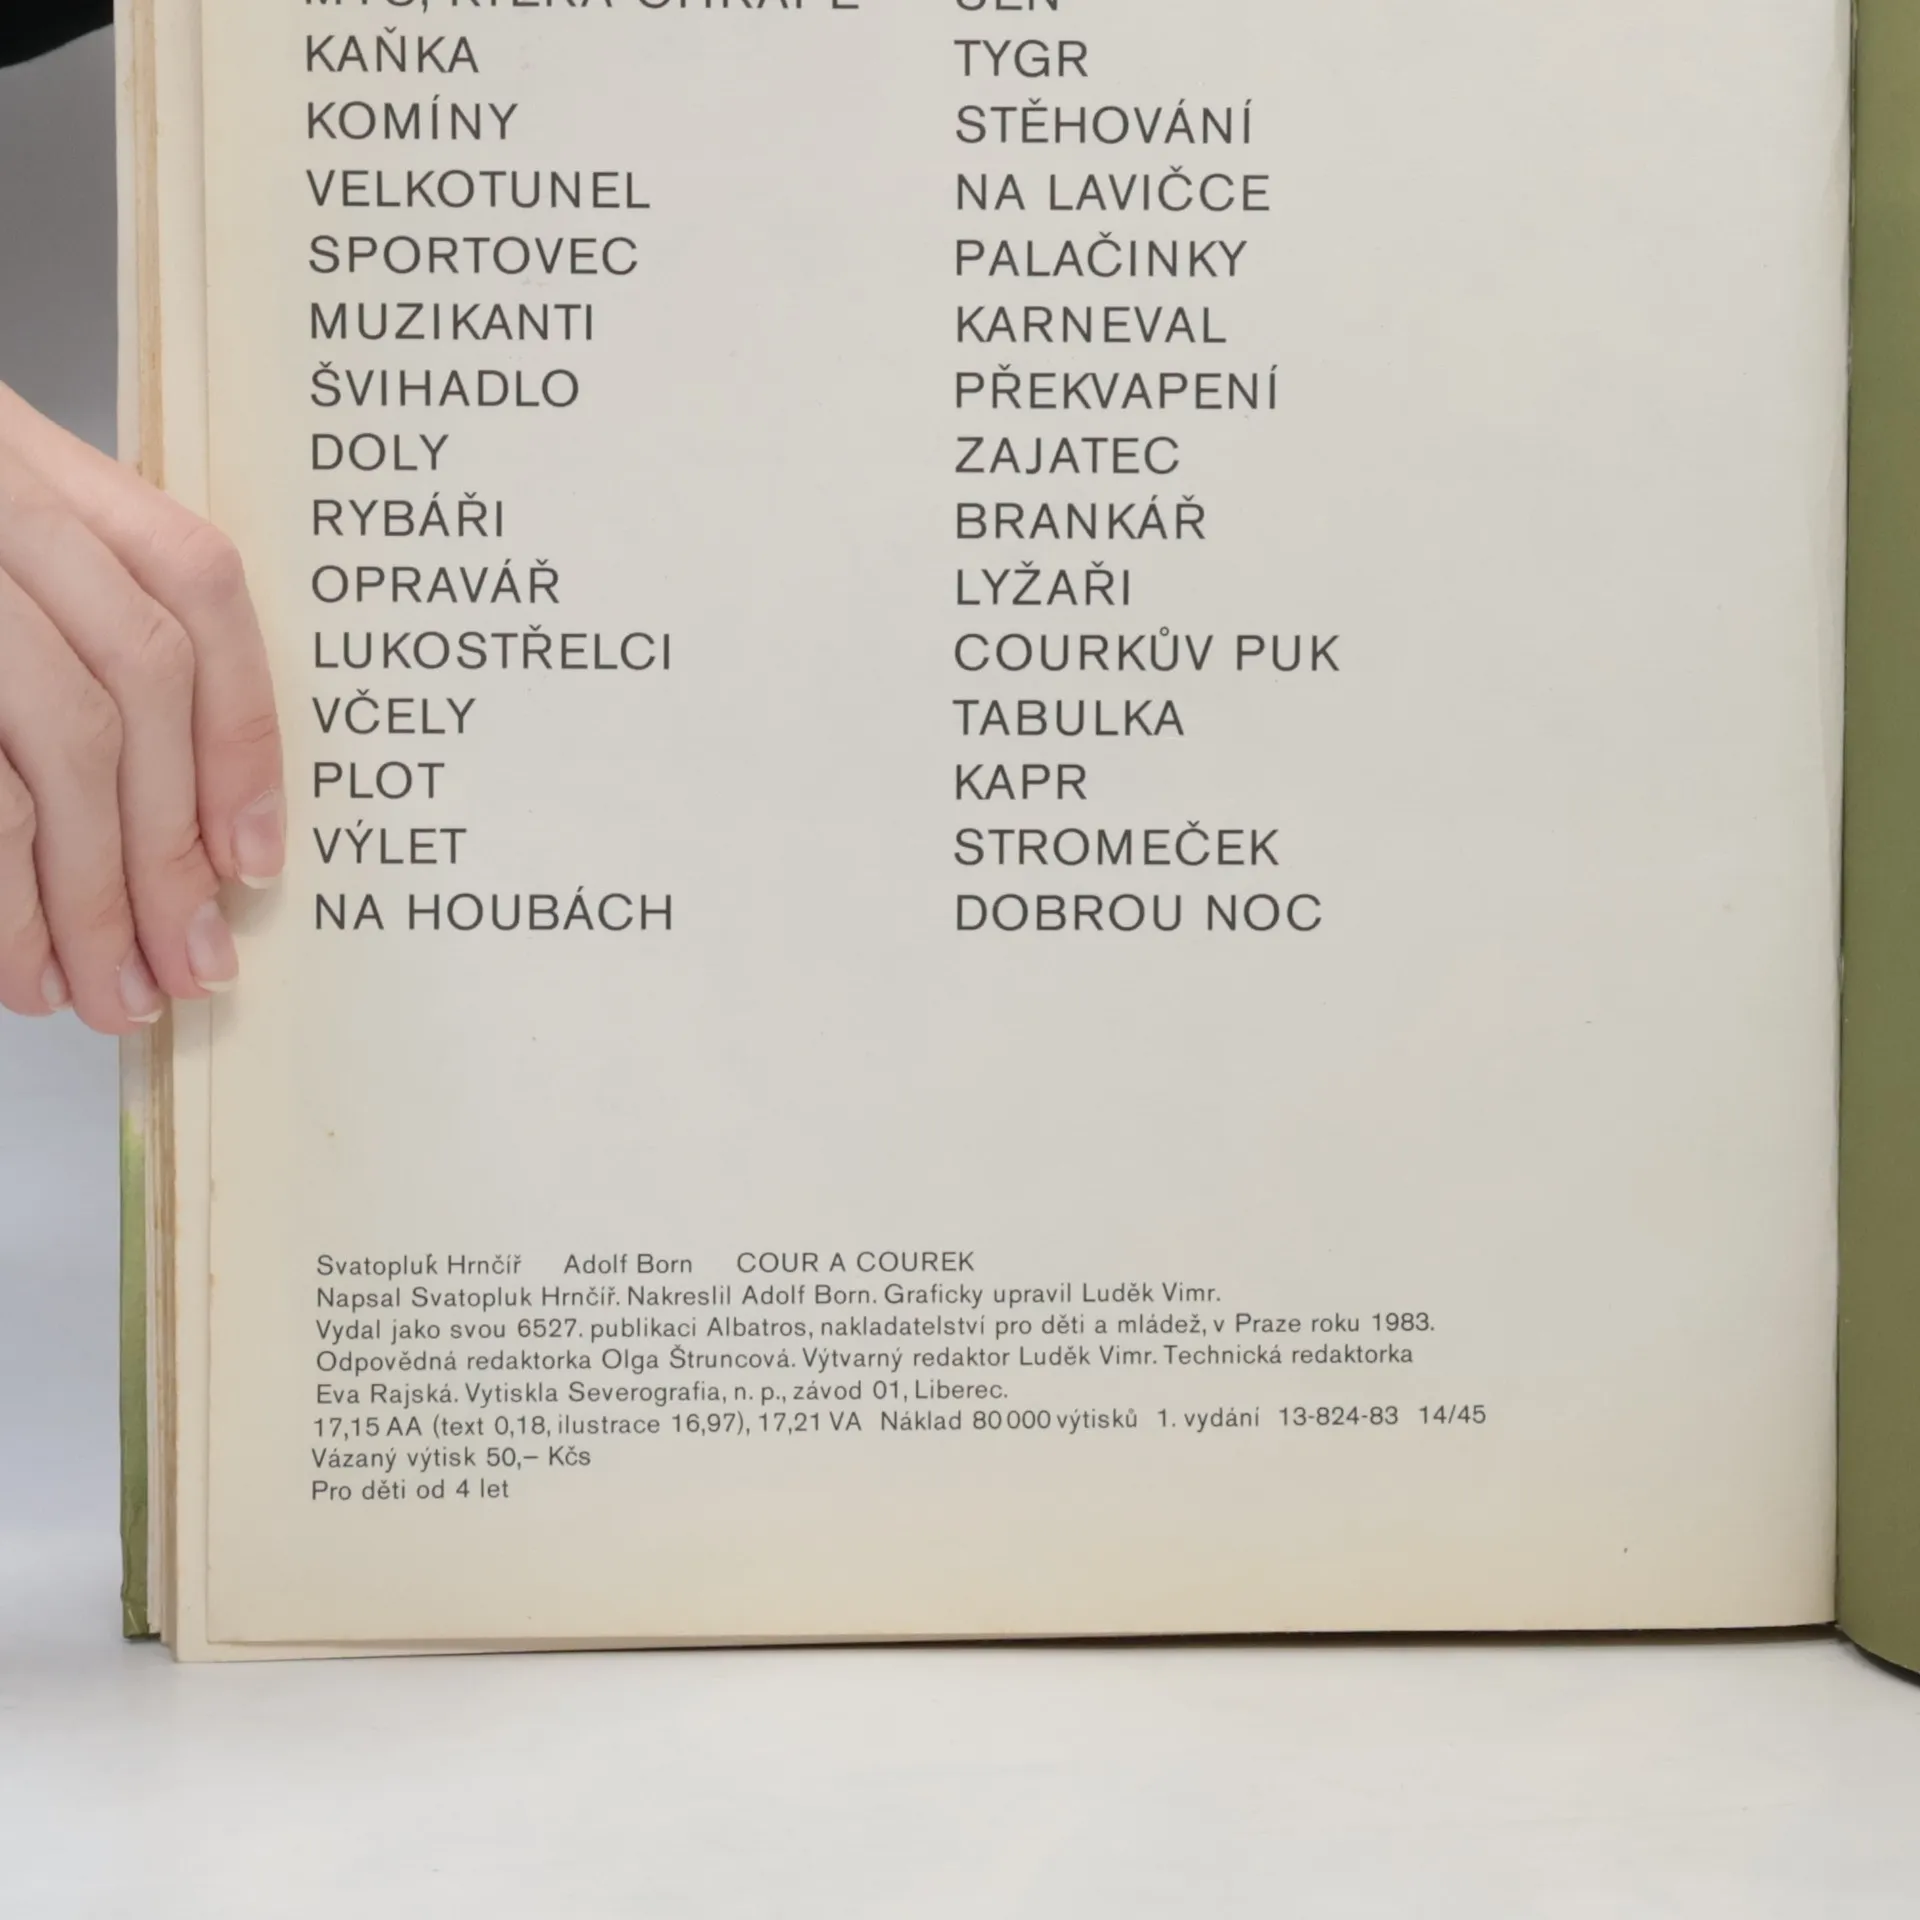 KAŇKA
KOMÍNY
VELKOTUNEL
SPORTOVEC
MUZIKANTI
ŠVIHADLO
DOLY
RYBÁŘI
OPRAVÁŘ
LUKOSTŘELCI
VČELY
PLOT
VÝLET
NA HOUBÁCH
SEN
TYGR
STĚHOVÁNÍ
NA LAVIČCE
PALAČINKY
KARNEVAL
PŘEKVAPENÍ
ZAJATEC
BRANKÁŘ
LYŽAŘI
COURKŮV PUK
TABULKA
KAPR
STROMEČEK
DOBROU NOC
Svatopluk Hrnčíř Adolf Born COUR A COUREK
Napsal Svatopluk Hrnčíř. Nakreslil Adolf Born. Graficky upravil Luděk Vimr.
Vydal jako svou 6527. publikaci Albatros, nakladatelství pro děti a mládež, v Praze roku 1983.
Odpovědná redaktorka Olga Štruncová. Výtvarný redaktor Luděk Vimr. Technická redaktorka
Eva Rajská. Vytiskla Severografia, n. p., závod 01, Liberec.
17,15 AA (text 0,18, ilustrace 16,97), 17,21 VA Náklad 80 000 výtisků 1. vydání 13-824-83 14/45
Vázaný výtisk 50,– Kčs
Pro děti od 4 let